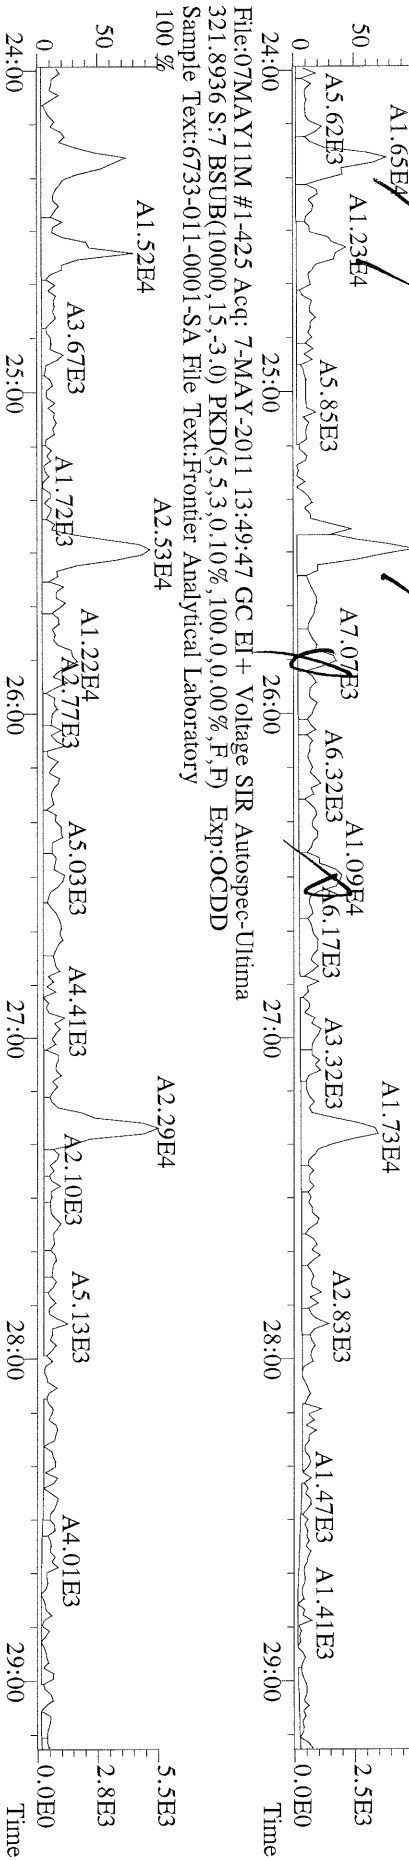 50
0
A1.65E4
A5.62E3
A1.23E4
A5.85E3
A7.07E3
A6.32E3
A1.09E4
A6.17E3
A3.32E3
A1.73E4
A2.83E3
A1.47E3
A1.41E3
2.5E3
0.0E0
24:00
25:00
26:00
27:00
28:00
29:00
Time
File:07MAY11M #1-425 Acq: 7-MAY-2011 13:49:47 GC EI+ Voltage SIR Autospec-Ultima
321.8936 S:7 BSUB(10000,15,-3.0) PKD(5,5,3,0.10%,100.0,0.00%,F,F) Exp:OCDD
Sample Text:6733-011-0001-SA File Text:Frontier Analytical Laboratory
100 %
50
0
A1.52E4
A3.67E3
A1.72E3
A2.53E4
A1.22E4
A2.77E3
A5.03E3
A4.41E3
A2.29E4
A2.10E3
A5.13E3
A4.01E3
5.5E3
2.8E3
0.0E0
24:00
25:00
26:00
27:00
28:00
29:00
Time